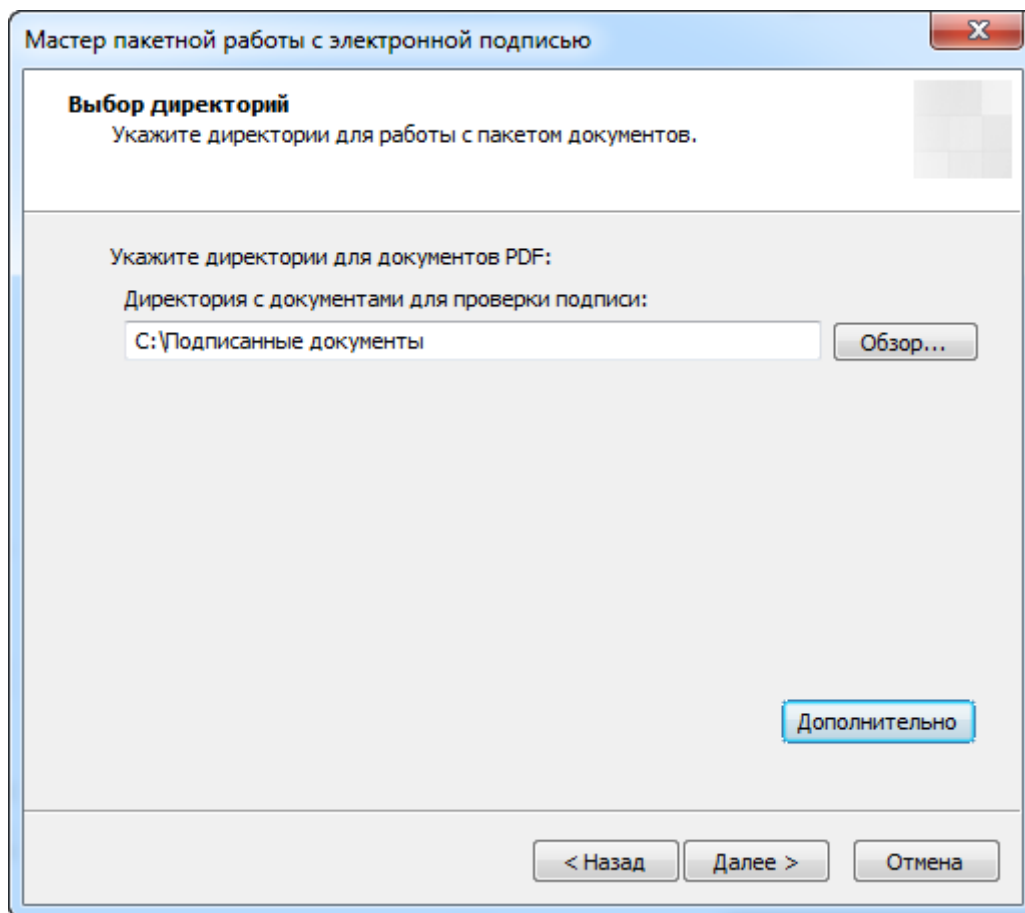 Мастер пакетной работы с электронной подписью
Выбор директорий
Укажите директории для работы с пакетом документов.
Укажите директории для документов PDF:
Директория с документами для проверки подписи:
C:\Подписанные документы
Обзор...
Дополнительно
< Назад
Далее >
Отмена